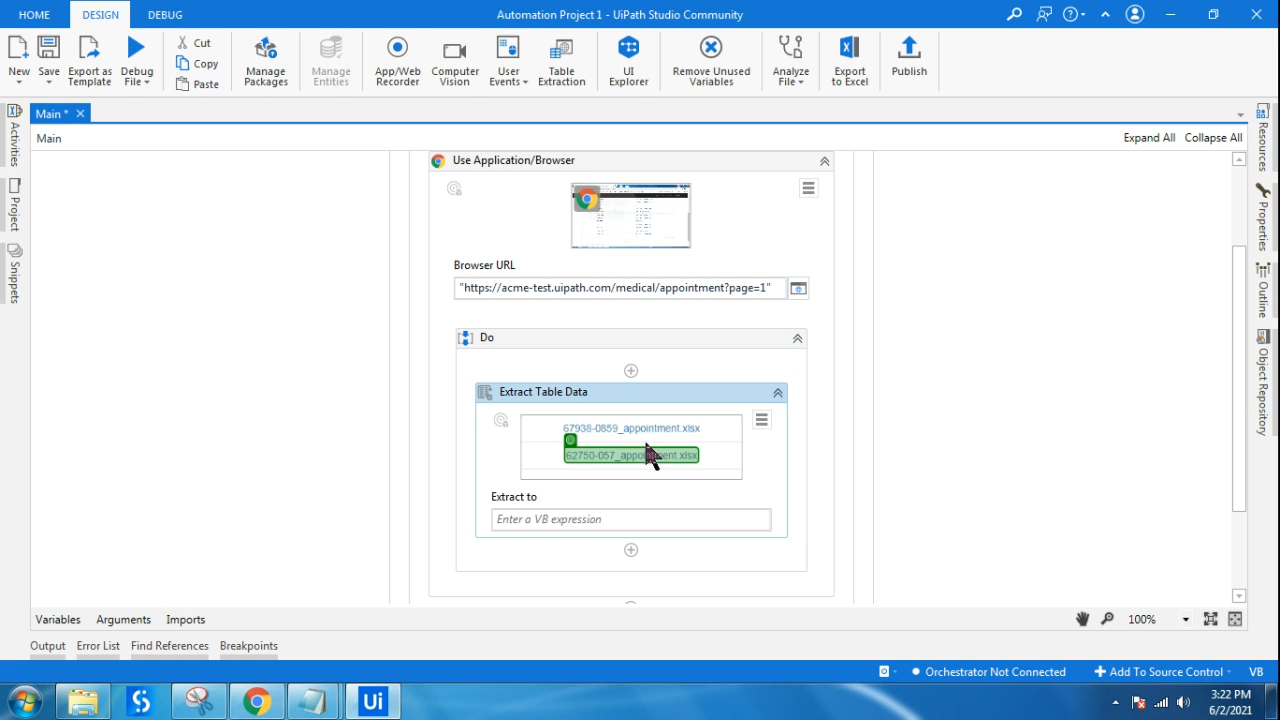 HOME DESIGN DEBUG Automation Project1 - UiPath Studio Community
New Save Export as Template Debug File Cut Copy Paste Manage Packages Manage Entities App/Web Recorder Computer Vision User Events Table Extraction UI Explorer Remove Unused Variables Analyze File Export to Excel Publish
Main *
Main Expand All Collapse All
Activities
Project
Snippets
Resources
Properties
Outline
Object Repository
Use Application/Browser
Browser URL
"https://acme-test.uipath.com/medical/appointment?page=1"
Do
Extract Table Data
67938-0859_appointment.xlsx
62750-057_appointment.xlsx
Extract to
Enter a VB expression
Variables Arguments Imports 100%
Output Error List Find References Breakpoints
Orchestrator Not Connected Add To Source Control VB
Ui
3:22 PM
6/2/2021